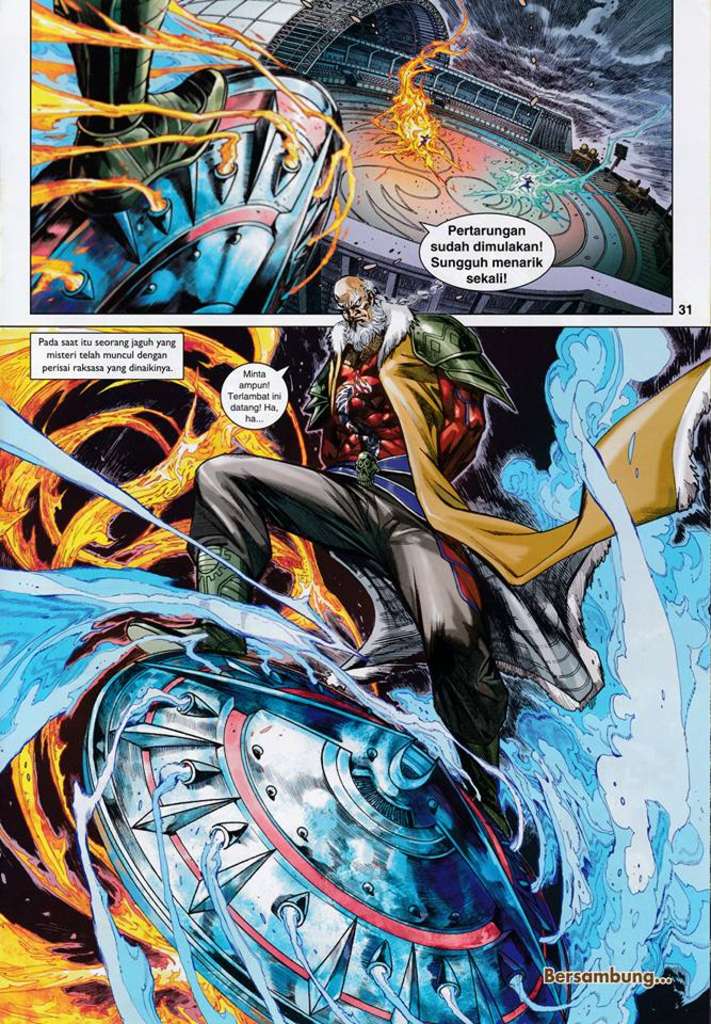 Pertarungan
sudah dimulakan!
Sungguh menarik
sekali!
31
Pada saat itu seorang jaguh yang
misteri telah muncul dengan
perisai raksasa yang dinaikinya.
Minta
ampun!
Terlambat ini
datang! Ha,
ha...
Bersambung...